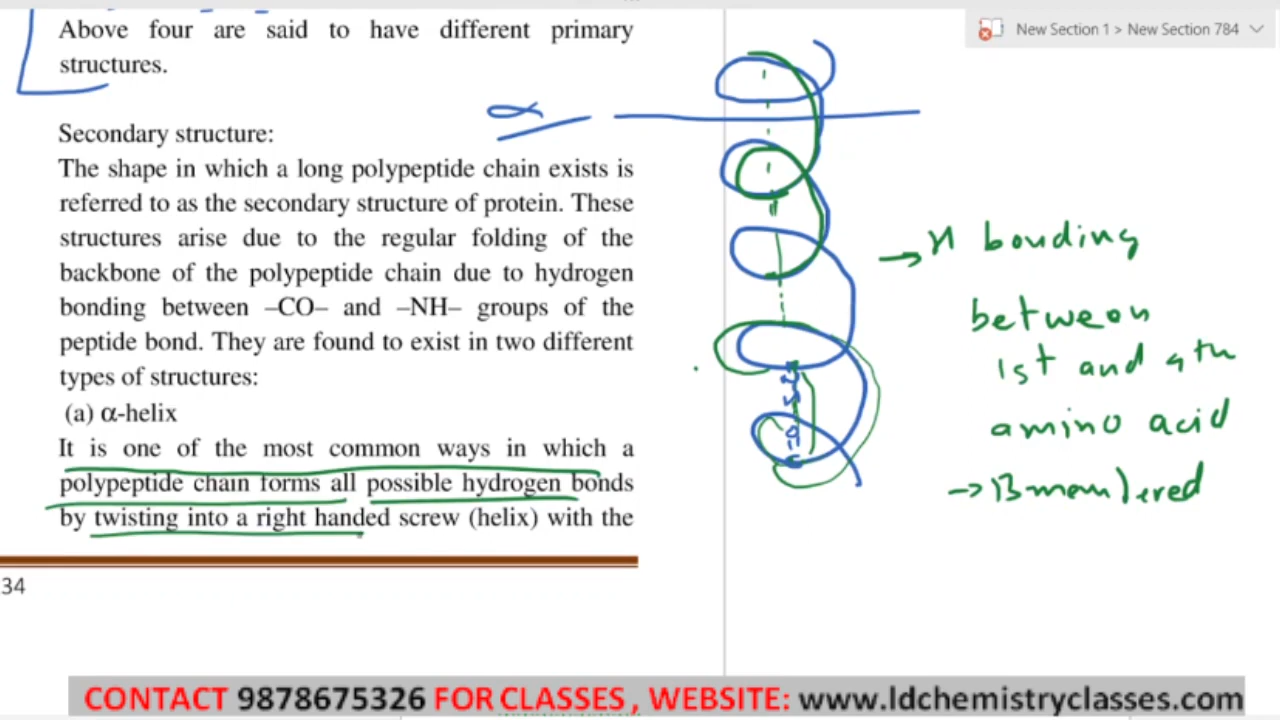 New Section 1 > New Section 784
Above four are said to have different primary
structures.
α
Secondary structure:
The shape in which a long polypeptide chain exists is
referred to as the secondary structure of protein. These
structures arise due to the regular folding of the
backbone of the polypeptide chain due to hydrogen
bonding between –CO– and –NH– groups of the
peptide bond. They are found to exist in two different
types of structures:
(a) α-helix
It is one of the most common ways in which a
polypeptide chain forms all possible hydrogen bonds
by twisting into a right handed screw (helix) with the
34
→ H bonding
between
1st and 4th
amino acid
→ 13 membered
CONTACT 9878675326 FOR CLASSES , WEBSITE: www.ldchemistryclasses.com